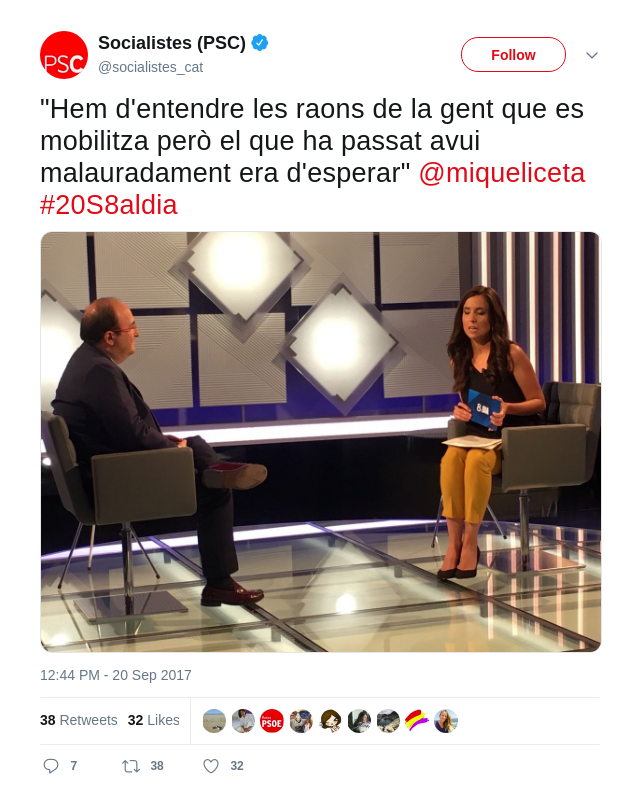 PSC
Socialistes (PSC)
@socialistes_cat
Follow
"Hem d'entendre les raons de la gent que es
mobilitza però el que ha passat avui
malauradament era d'esperar" @miqueliceta
#20S8aldia
12:44 PM - 20 Sep 2017
38 Retweets 32 Likes
PSOE
7 38 32